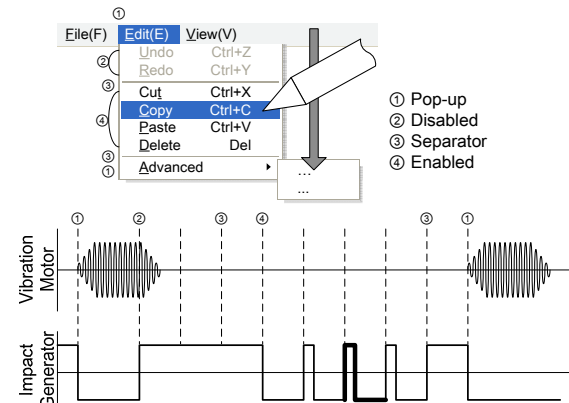 ①
File(F) Edit(E) View(V)
② Undo Ctrl+Z
Redo Ctrl+Y
③
④ Cut Ctrl+X
Copy Ctrl+C
Paste Ctrl+V
Delete Del
③
① Advanced
...
...
① Pop-up
② Disabled
③ Separator
④ Enabled
① ② ③ ④ ③ ①
Vibration
Motor
Impact
Generator